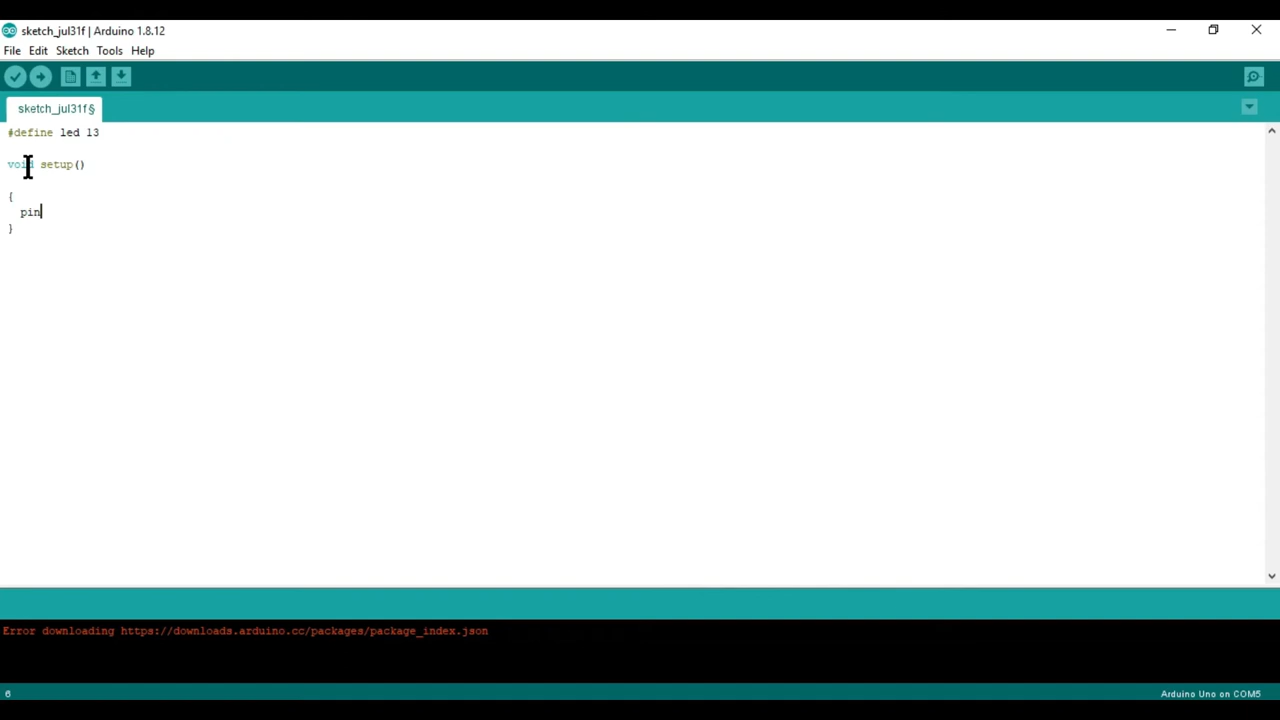 sketch_jul31f | Arduino 1.8.12
File Edit Sketch Tools Help
sketch_jul31f§
#define led 13
void setup()
{
pin
}
Error downloading https://downloads.arduino.cc/packages/package_index.json
6
Arduino Uno on COM5